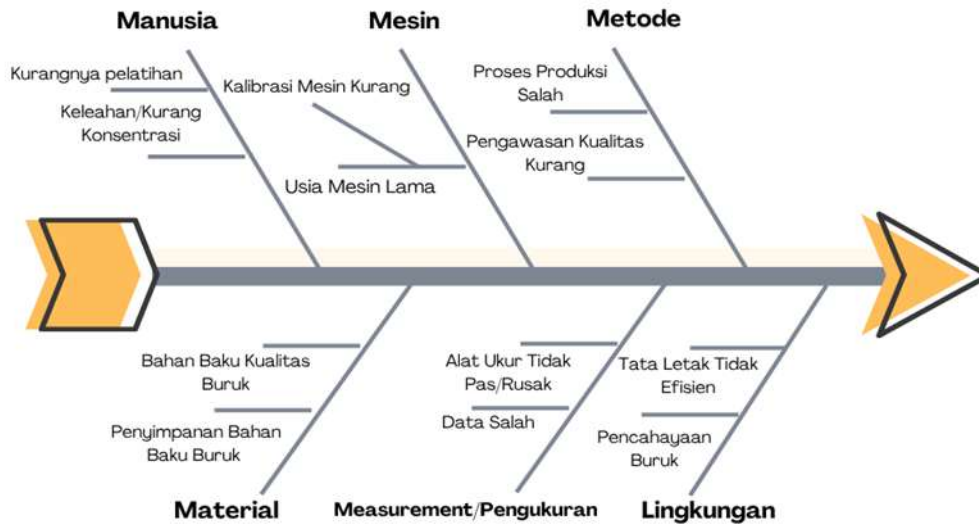 Manusia
Mesin
Metode
Kurangnya pelatihan
Keleahan/Kurang
Konsentrasi
Kalibrasi Mesin Kurang
Usia Mesin Lama
Proses Produksi
Salah
Pengawasan Kualitas
Kurang
Bahan Baku Kualitas
Buruk
Penyimpanan Bahan
Baku Buruk
Alat Ukur Tidak
Pas/Rusak
Data Salah
Tata Letak Tidak
Efisien
Pencahayaan
Buruk
Material
Measurement/Pengukuran
Lingkungan